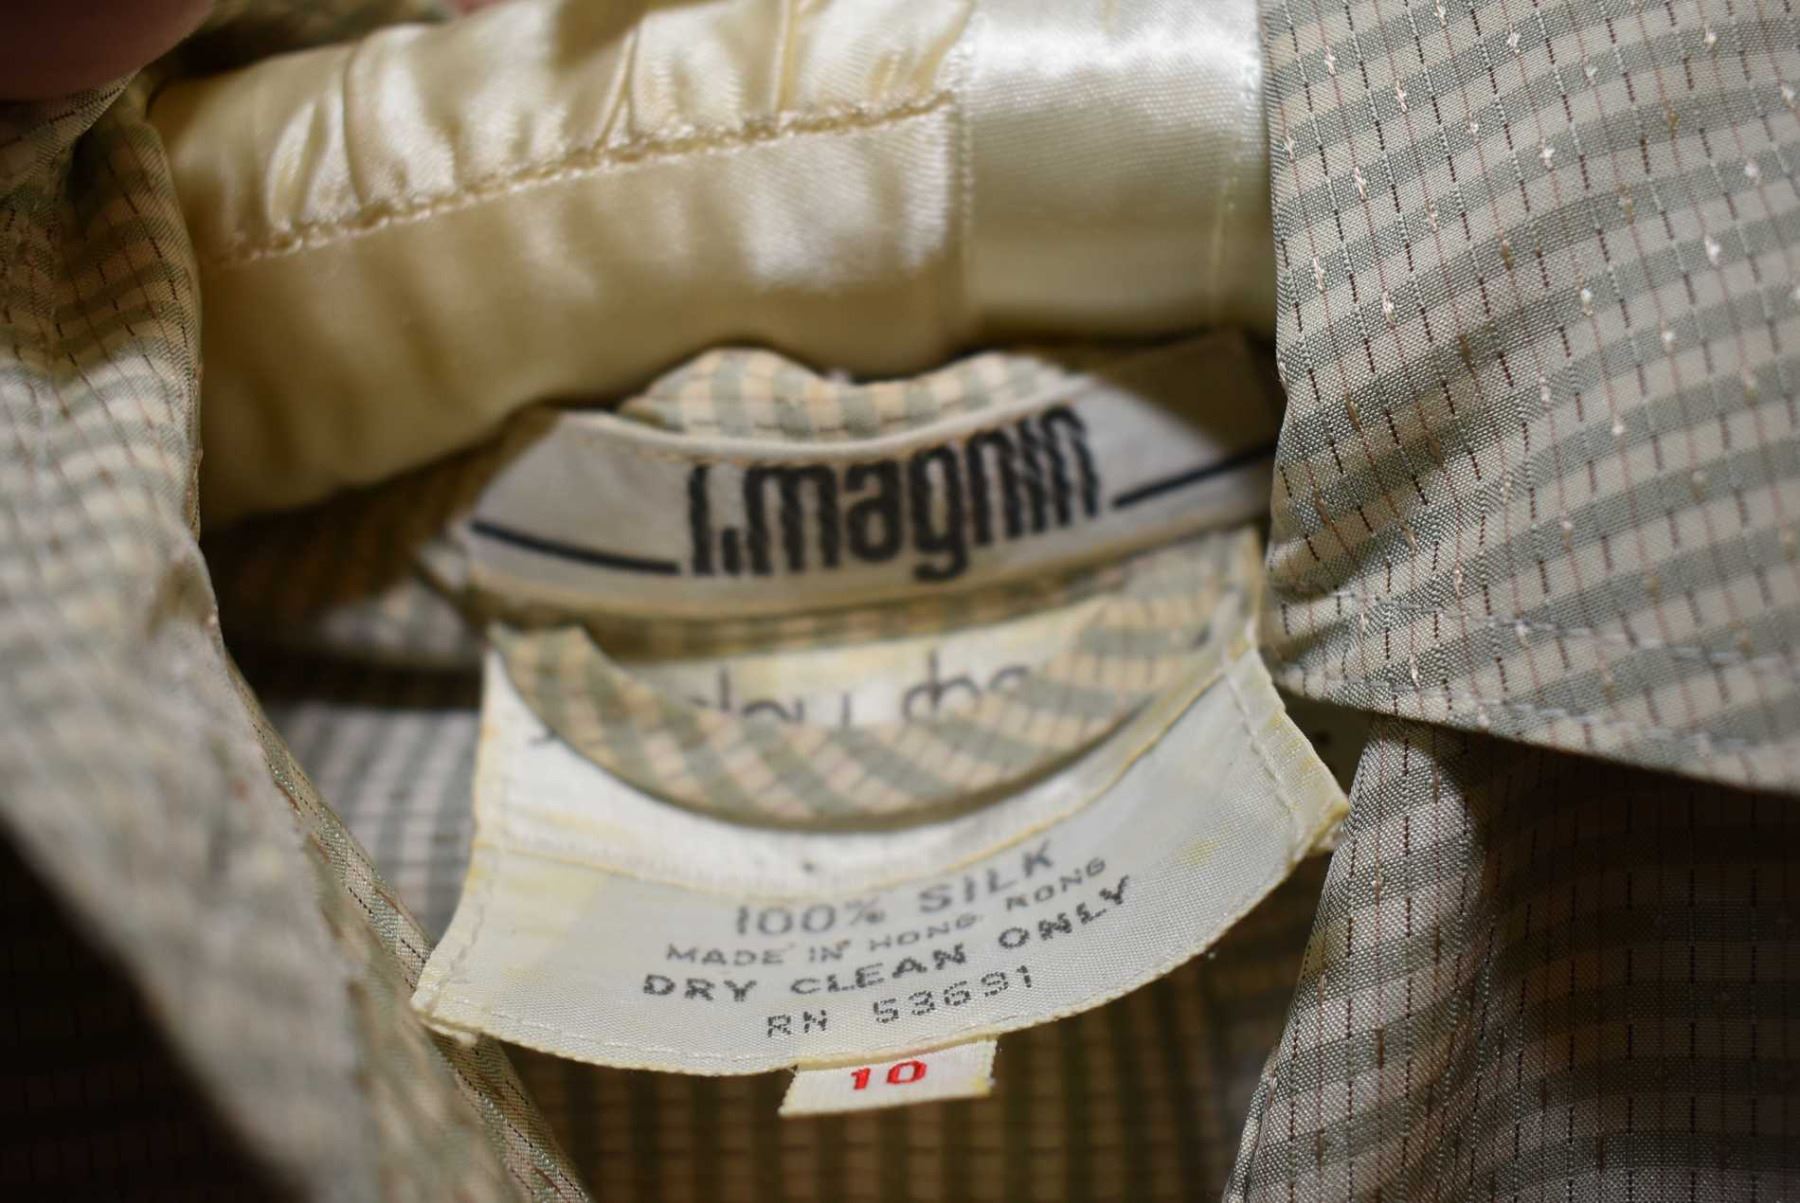 I.magnin
100% SILK
MADE IN HONG KONG
DRY CLEAN ONLY
RN 53691
10